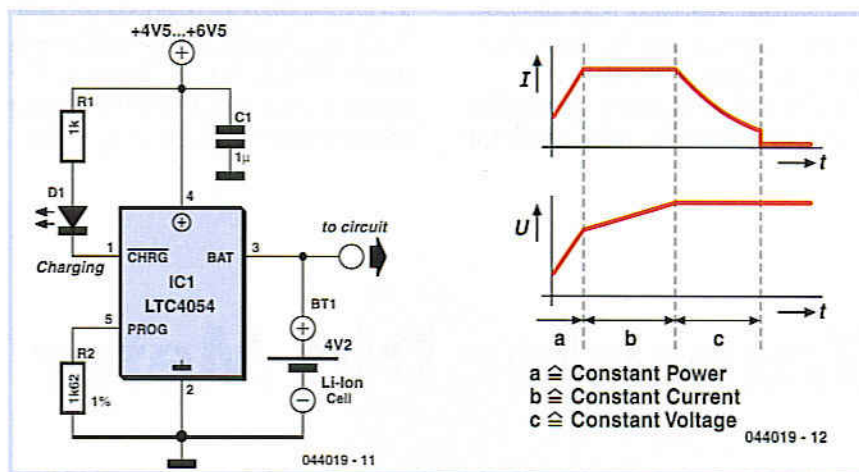 +4V5...+6V5
R1
1k
C1
1µ
D1
4
1
CHRG
BAT
3
to circuit
Charging
IC1
LTC4054
BT1
5
PROG
4V2
R2
1k62
1%
2
Li-Ion
Cell
044019 - 11
I
t
U
t
a b c
a ≙ Constant Power
b ≙ Constant Current
c ≙ Constant Voltage
044019 - 12